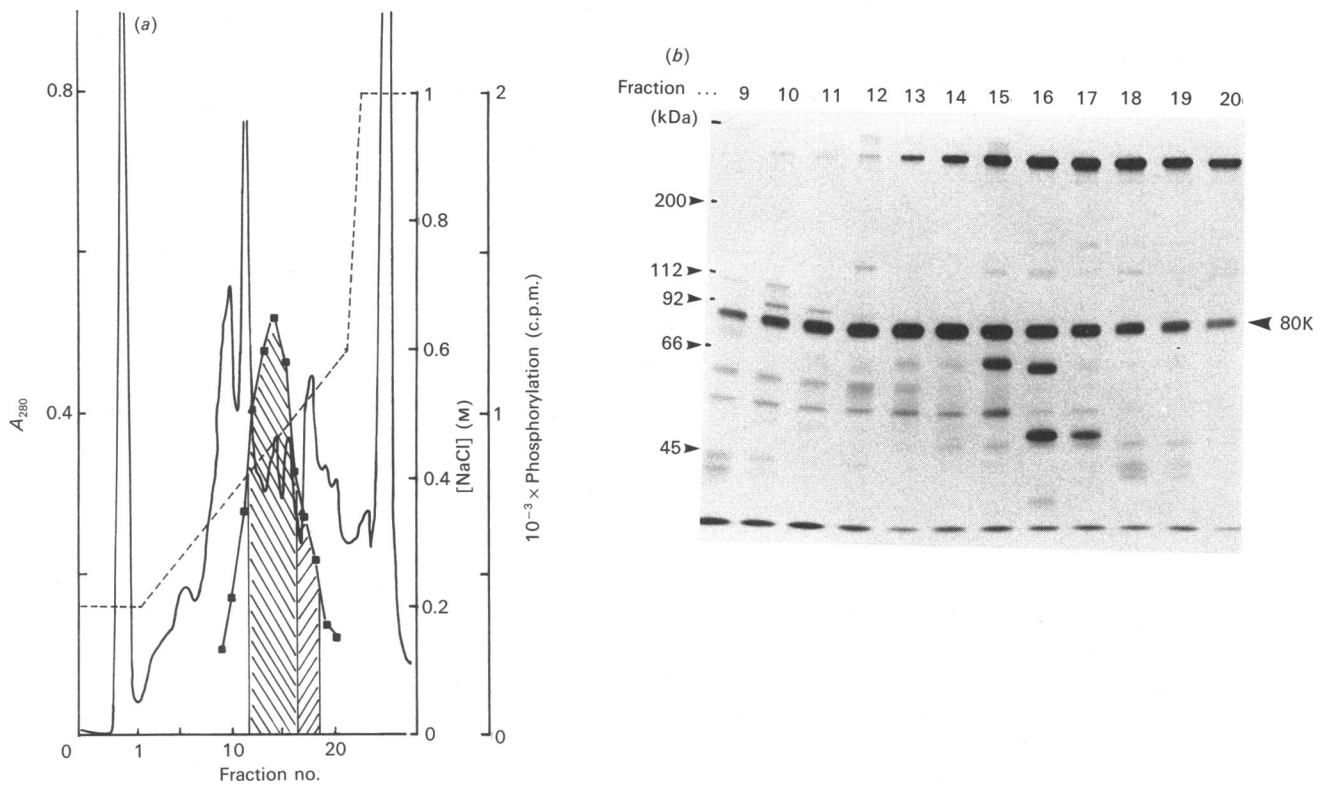 (a)
0.8
0.4
0
A280
0 1 10 20
Fraction no.
1
0.8
0.6
0.4
0.2
0
[NaCl] (M)
2
1
0
10−3 × Phosphorylation (c.p.m.)
(b)
Fraction ... 9 10 11 12 13 14 15 16 17 18 19 20
(kDa)
200
112
92
66
45
80K